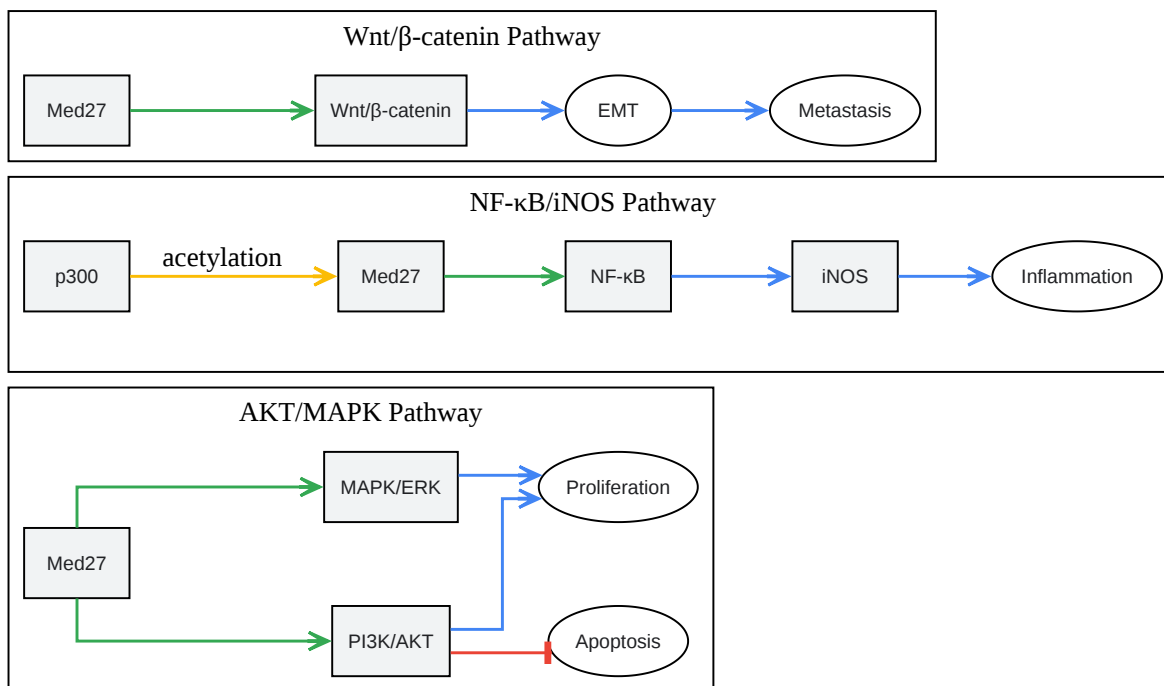 Wnt/β-catenin Pathway
Med27
Wnt/β-catenin
EMT
Metastasis
NF-κB/iNOS Pathway
p300
acetylation
Med27
NF-κB
iNOS
Inflammation
AKT/MAPK Pathway
MAPK/ERK
Proliferation
Med27
PI3K/AKT
Apoptosis